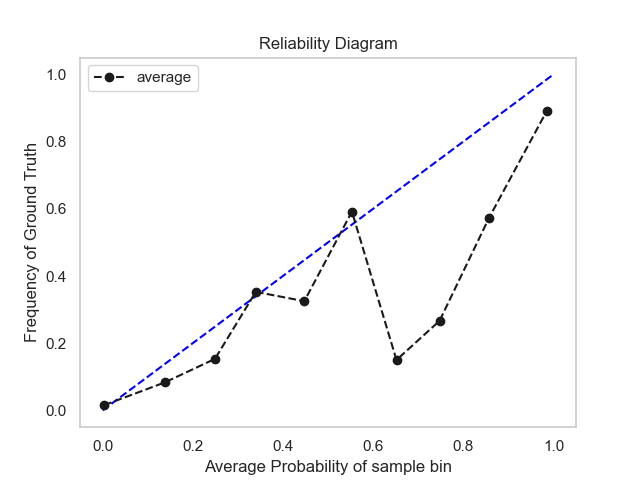 Reliability Diagram
average
Frequency of Ground Truth
1.0
0.8
0.6
0.4
0.2
0.0
0.0 0.2 0.4 0.6 0.8 1.0
Average Probability of sample bin